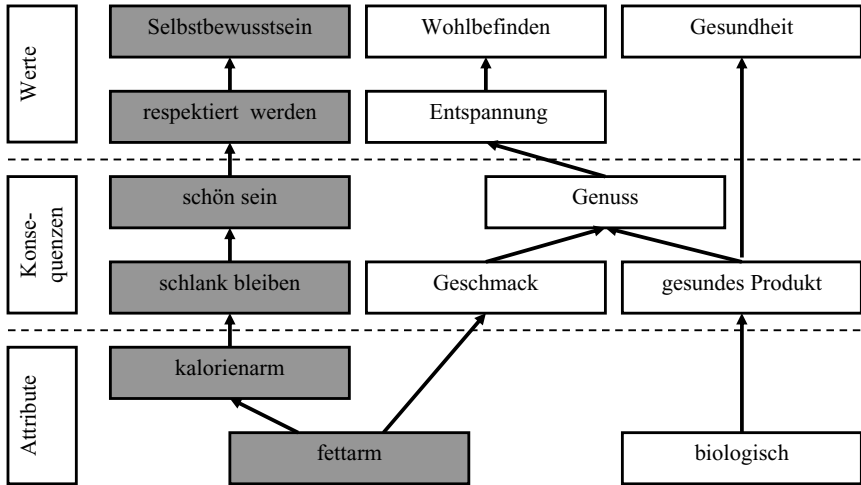 Werte
Selbstbewusstsein
Wohlbefinden
Gesundheit
respektiert werden
Entspannung
Konse-
quenzen
schön sein
Genuss
schlank bleiben
Geschmack
gesundes Produkt
Attribute
kalorienarm
fettarm
biologisch